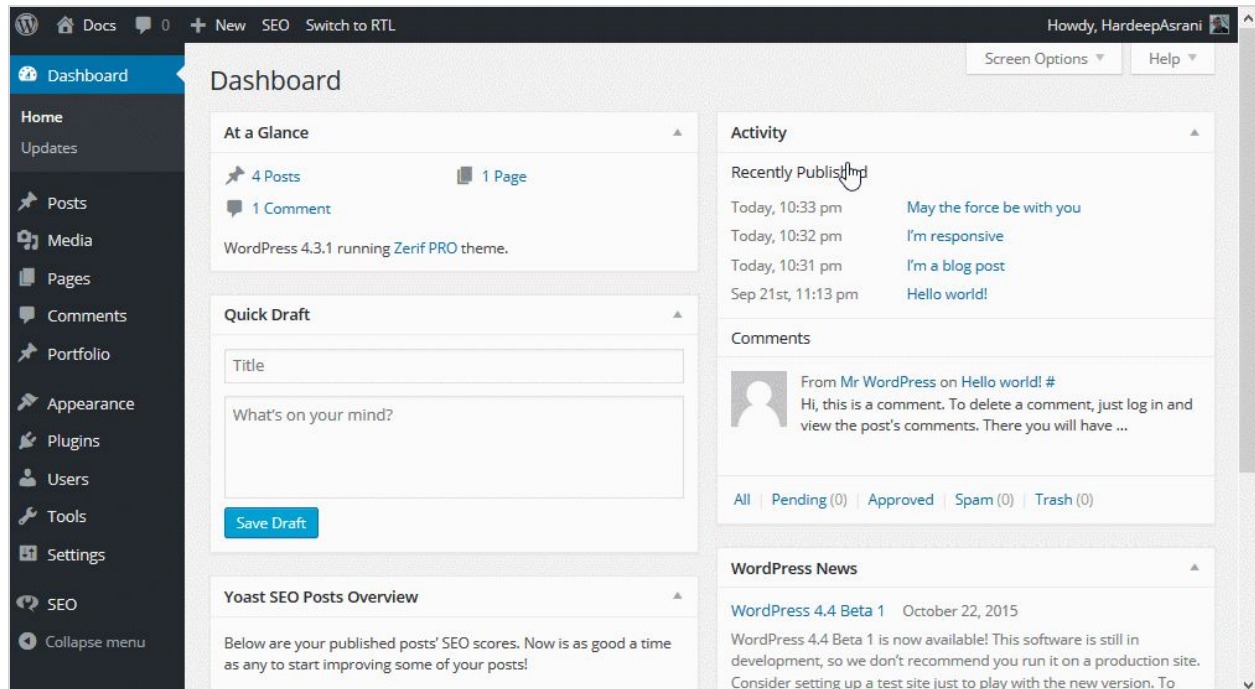 Docs 0 New SEO Switch to RTL Howdy, HardeepAsrani
Screen Options Help
Dashboard
Home
Updates
Posts
Media
Pages
Comments
Portfolio
Appearance
Plugins
Users
Tools
Settings
SEO
Collapse menu
Dashboard
At a Glance
4 Posts 1 Page
1 Comment
WordPress 4.3.1 running Zerif PRO theme.
Quick Draft
Title
What's on your mind?
Save Draft
Yoast SEO Posts Overview
Below are your published posts' SEO scores. Now is as good a time
as any to start improving some of your posts!
Activity
Recently Published
Today, 10:33 pm May the force be with you
Today, 10:32 pm I'm responsive
Today, 10:31 pm I'm a blog post
Sep 21st, 11:13 pm Hello world!
Comments
From Mr WordPress on Hello world! #
Hi, this is a comment. To delete a comment, just log in and
view the post's comments. There you will have ...
All | Pending (0) | Approved | Spam (0) | Trash (0)
WordPress News
WordPress 4.4 Beta 1 October 22, 2015
WordPress 4.4 Beta 1 is now available! This software is still in
development, so we don't recommend you run it on a production site.
Consider setting up a test site just to play with the new version. To